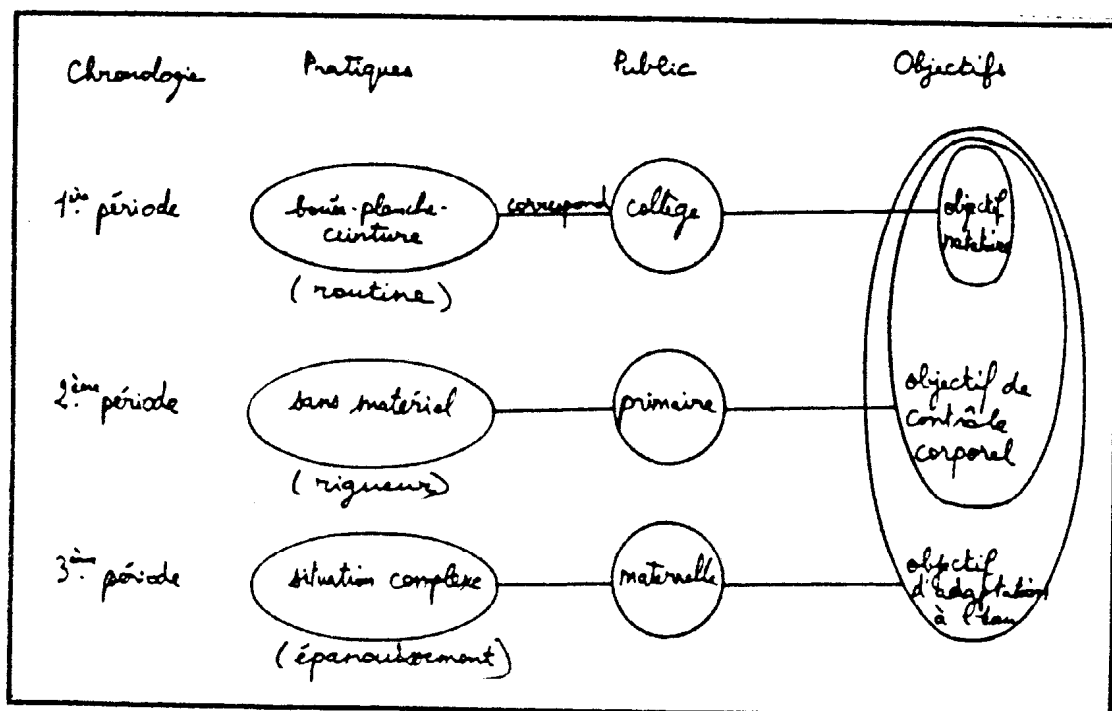 Chronologie Pratiques Public Objectifs
1ère période
bouée-planche-
ceinture
correspond
collège
objectif
natatoire
(routine)
2ème période
sans matériel
primaire
objectif de
contrôle
corporel
(rigueur)
3ème période
situation complexe
maternelle
objectif
d'adaptation
à l'eau
(épanouissement)